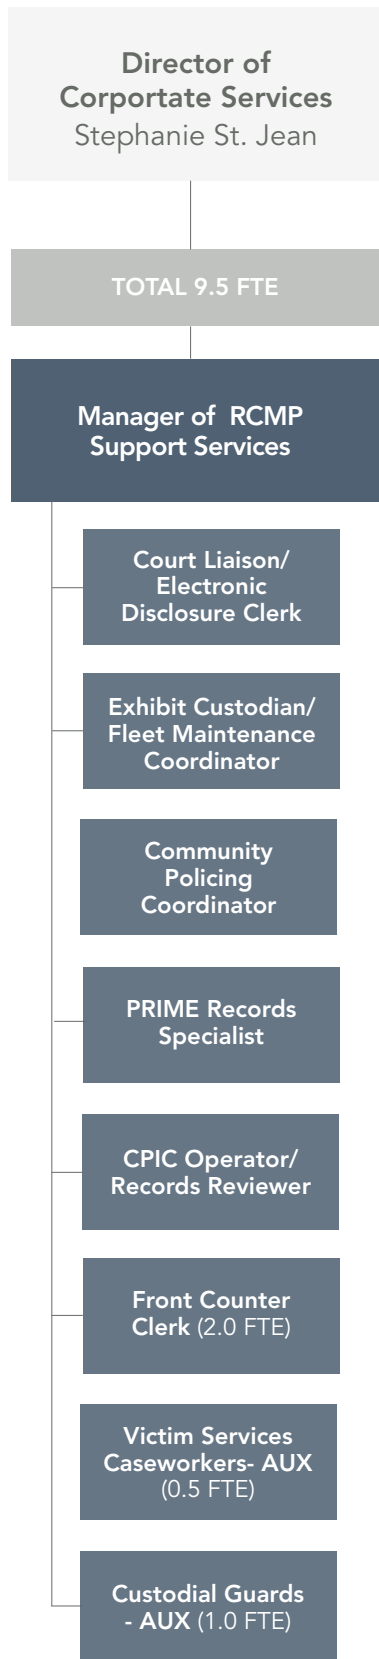 Director of
Corportate Services
Stephanie St. Jean
TOTAL 9.5 FTE
Manager of RCMP
Support Services
Court Liaison/
Electronic
Disclosure Clerk
Exhibit Custodian/
Fleet Maintenance
Coordinator
Community
Policing
Coordinator
PRIME Records
Specialist
CPIC Operator/
Records Reviewer
Front Counter
Clerk (2.0 FTE)
Victim Services
Caseworkers- AUX
(0.5 FTE)
Custodial Guards
- AUX (1.0 FTE)